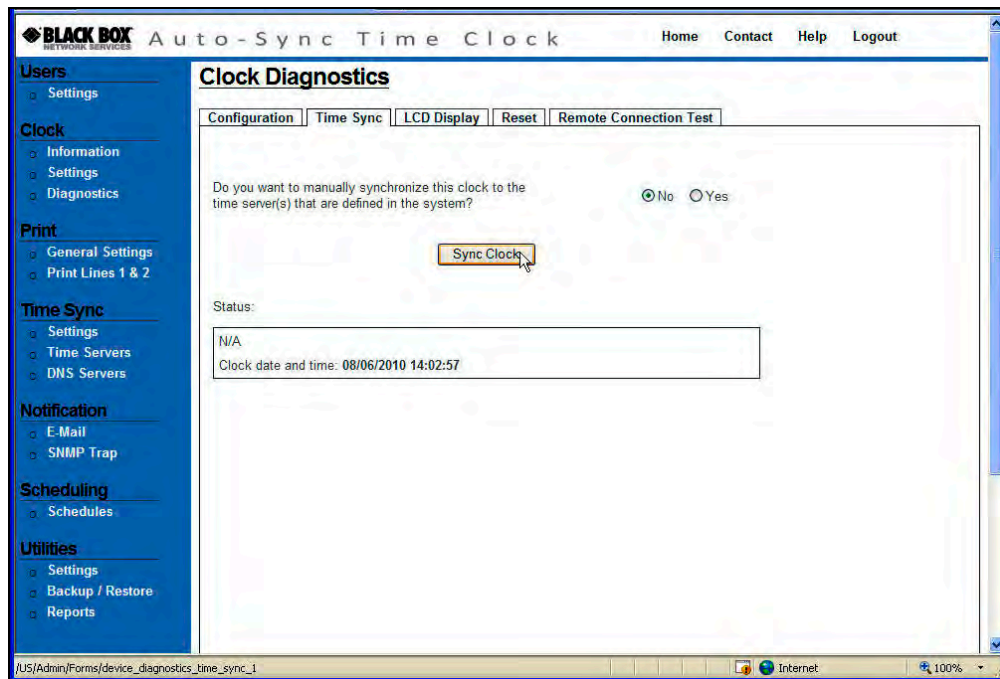 BLACK BOX
NETWORK SERVICES
Auto-Sync Time Clock
Home Contact Help Logout
Users
Settings
Clock
Information
Settings
Diagnostics
Print
General Settings
Print Lines 1 & 2
Time Sync
Settings
Time Servers
DNS Servers
Notification
E-Mail
SNMP Trap
Scheduling
Schedules
Utilities
Settings
Backup / Restore
Reports
Clock Diagnostics
Configuration Time Sync LCD Display Reset Remote Connection Test
Do you want to manually synchronize this clock to the
time server(s) that are defined in the system?
No Yes
Sync Clock
Status:
N/A
Clock date and time: 08/06/2010 14:02:57
/US/Admin/Forms/device_diagnostics_time_sync_1
Internet
100%